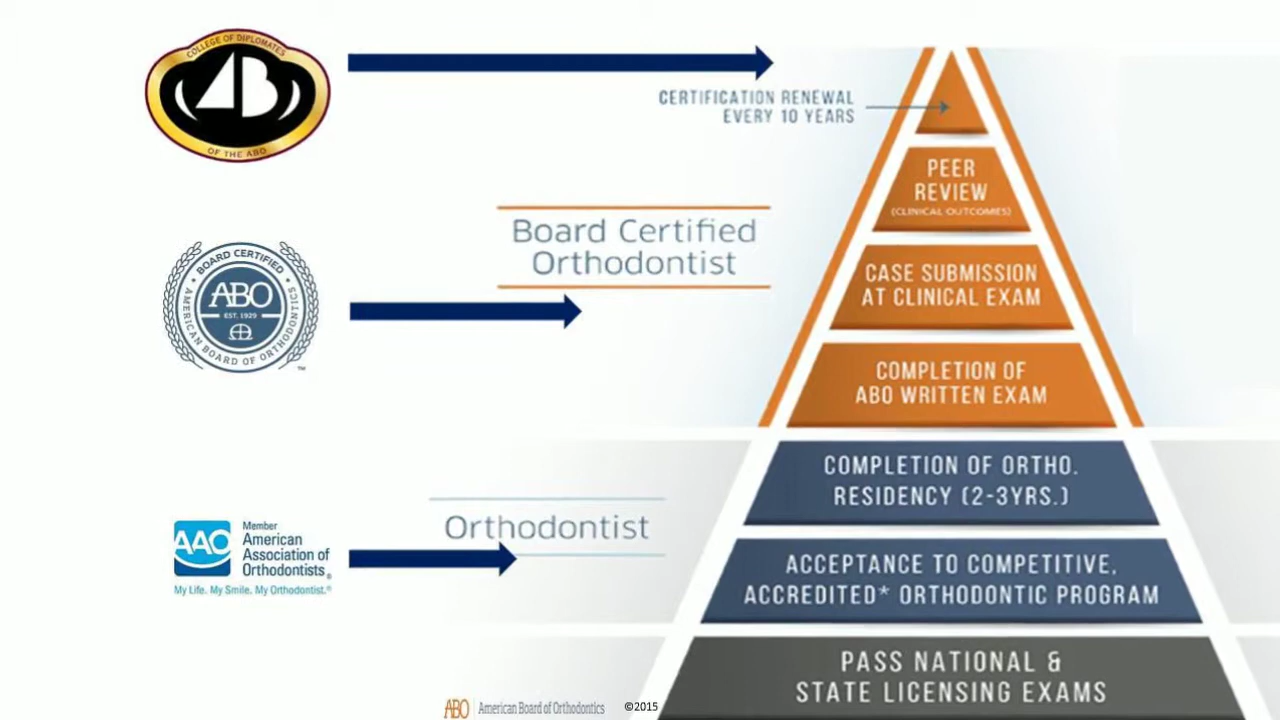 COLLEGE OF DIPLOMATES
AB
OF THE ABO
CERTIFICATION RENEWAL
EVERY 10 YEARS
PEER
REVIEW
(CLINICAL OUTCOMES)
Board Certified
Orthodontist
CASE SUBMISSION
AT CLINICAL EXAM
BOARD CERTIFIED
ABO
EST. 1929
AMERICAN BOARD OF ORTHODONTICS
TM
COMPLETION OF
ABO WRITTEN EXAM
COMPLETION OF ORTHO.
RESIDENCY (2-3YRS.)
Orthodontist
AAO
Member
American
Association of
Orthodontists®
My Life. My Smile. My Orthodontist.®
ACCEPTANCE TO COMPETITIVE,
ACCREDITED* ORTHODONTIC PROGRAM
PASS NATIONAL &
STATE LICENSING EXAMS
ABO American Board of Orthodontics ©2015